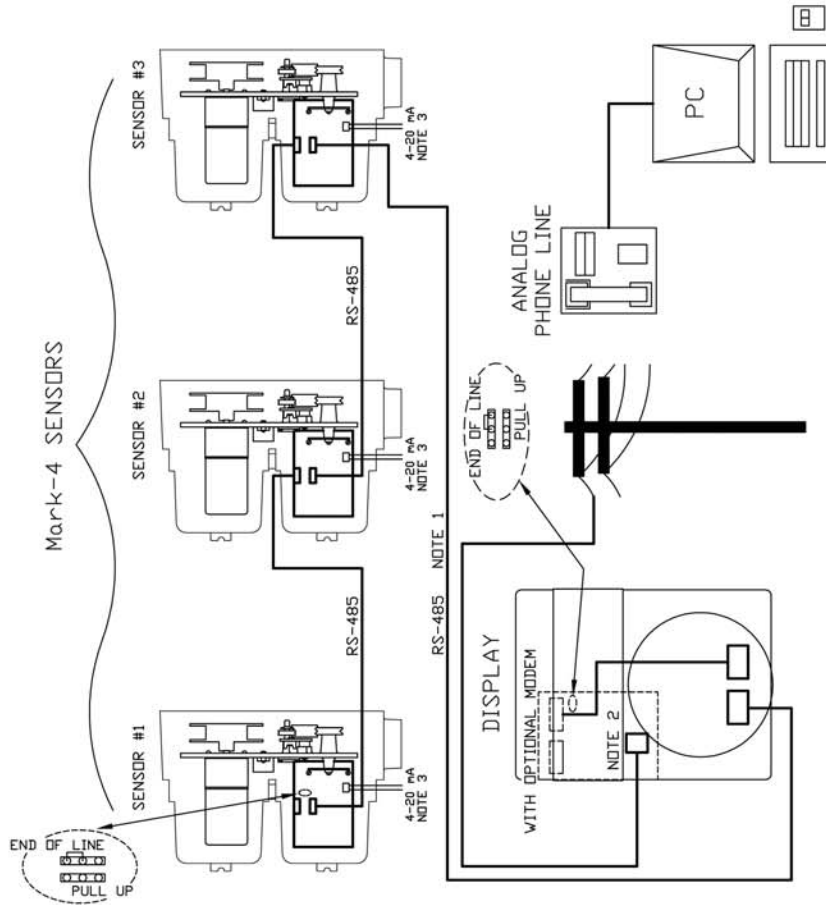 Mark-4 SENSORS
SENSOR #1
SENSOR #2
SENSOR #3
END OF LINE
PULL UP
4-20 mA
NOTE 3
RS-485
4-20 mA
NOTE 3
RS-485
4-20 mA
NOTE 3
RS-485
NOTE 1
DISPLAY
WITH OPTIONAL MODEM
NOTE 2
END OF LINE
PULL UP
ANALOG
PHONE LINE
PC